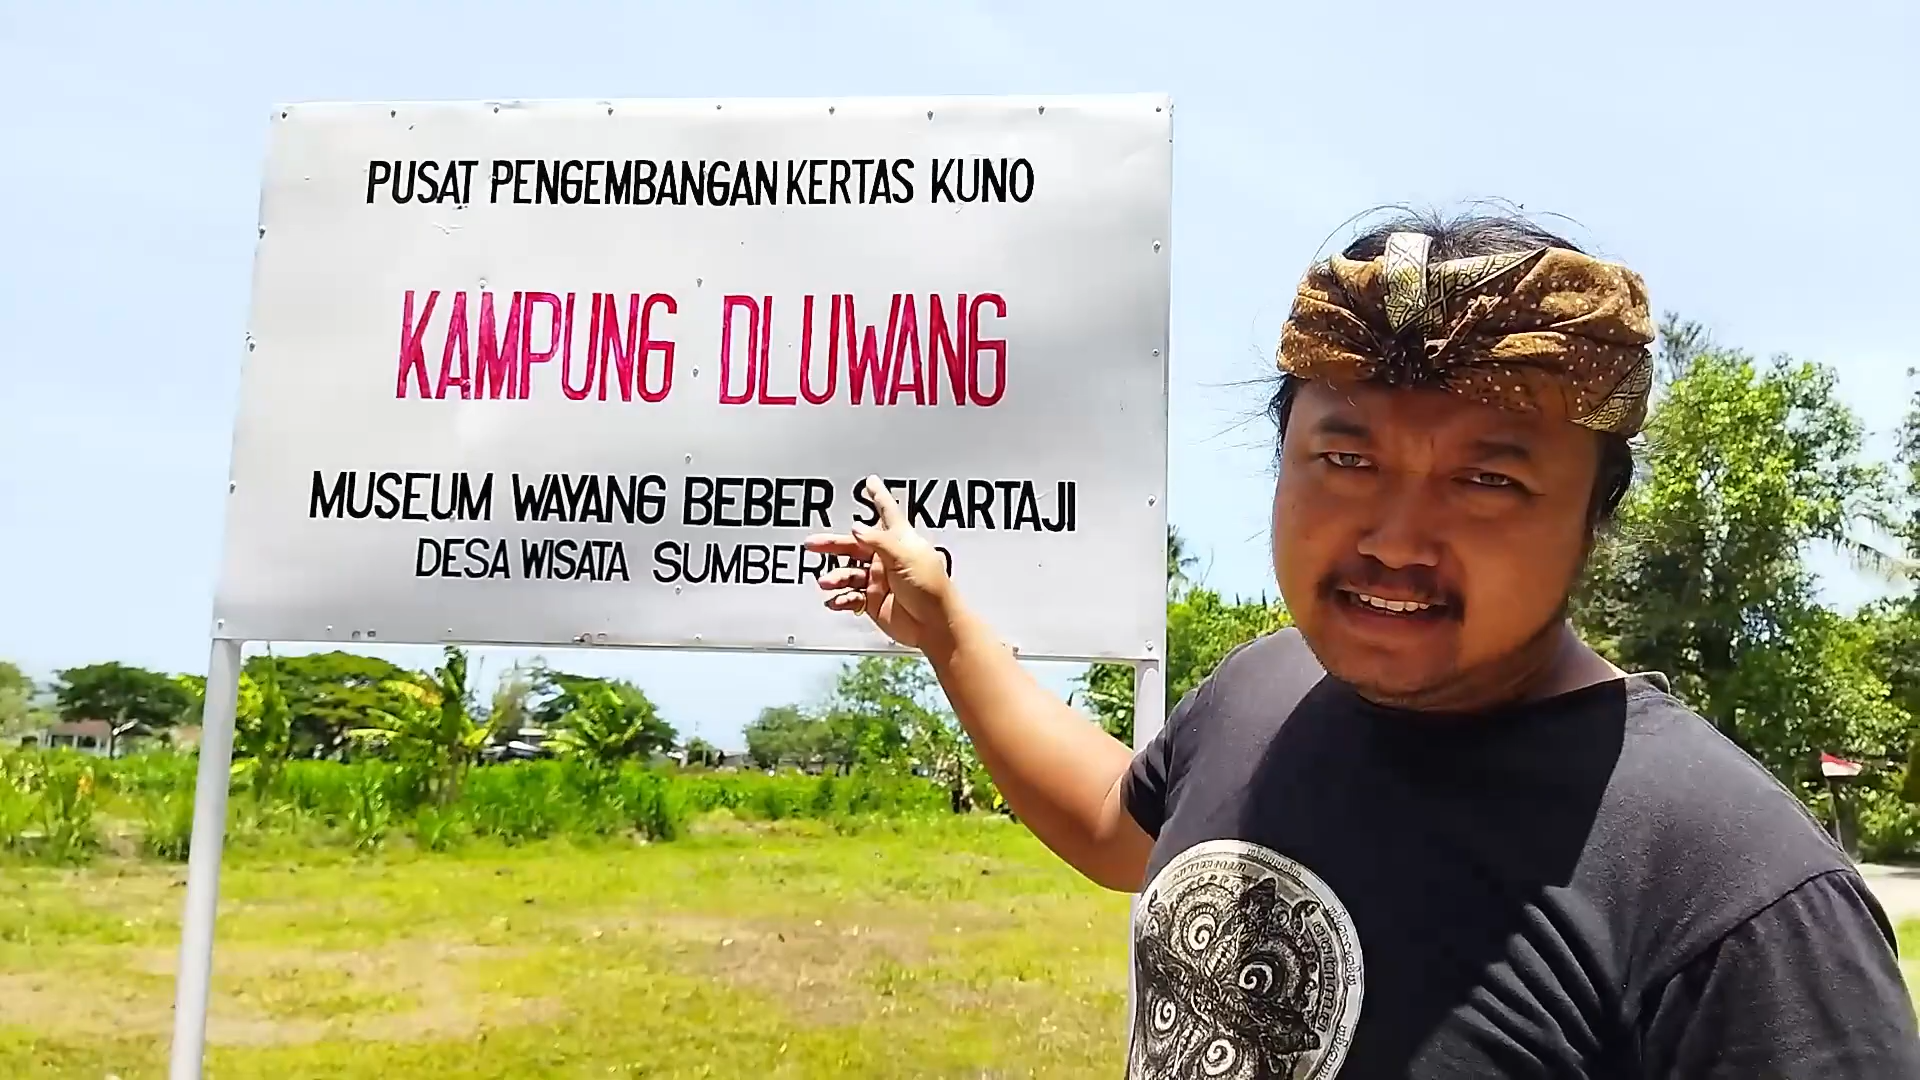 PUSAT PENGEMBANGAN KERTAS KUNO
KAMPUNG DLUWANG
MUSEUM WAYANG BEBER SEKARTAJI
DESA WISATA